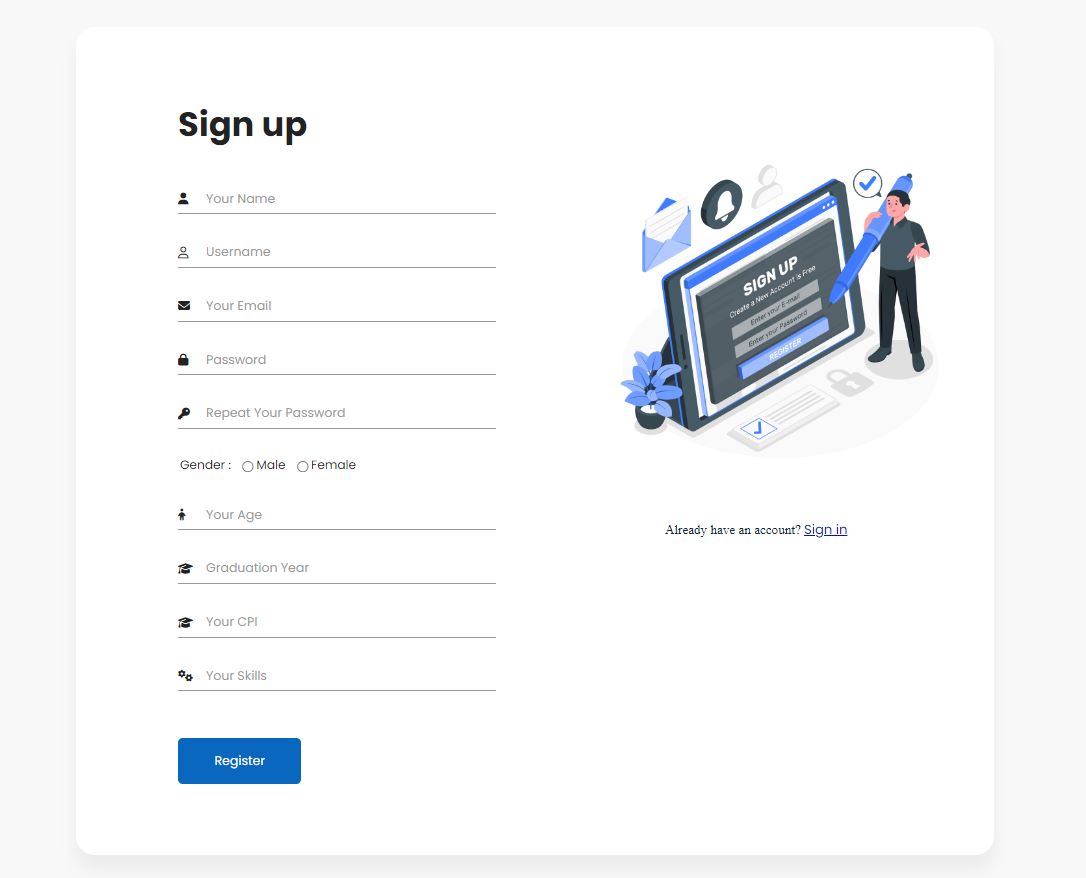 Sign up
Your Name
Username
Your Email
Password
Repeat Your Password
Gender : Male Female
Your Age
Graduation Year
Your CPI
Your Skills
Register
SIGN UP
Create a New Account is Free
Enter your E-mail
Enter your Password
REGISTER
Already have an account? Sign in